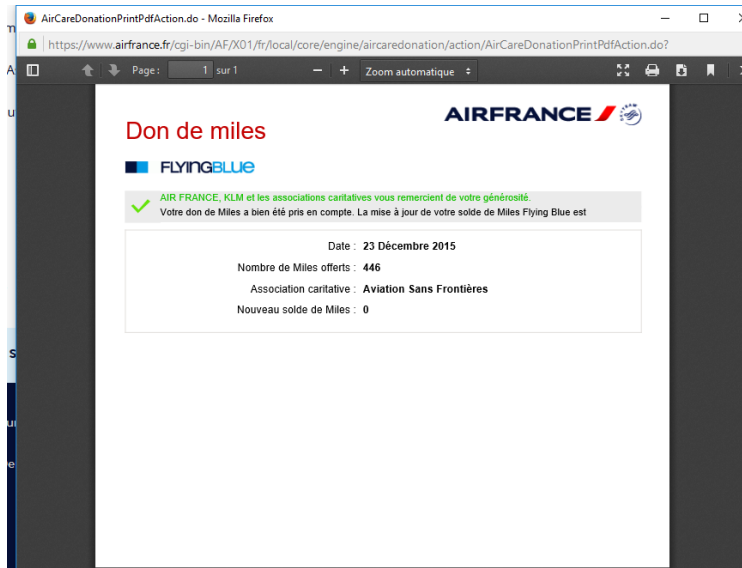 AirCareDonationPrintPdfAction.do - Mozilla Firefox
https://www.airfrance.fr/cgi-bin/AF/X01/fr/local/core/engine/aircaredonation/action/AirCareDonationPrintPdfAction.do?
Page : 1 sur 1 Zoom automatique
AIRFRANCE
Don de miles
FLYINGBLUE
AIR FRANCE, KLM et les associations caritatives vous remercient de votre générosité.
Votre don de Miles a bien été pris en compte. La mise à jour de votre solde de Miles Flying Blue est
Date : 23 Décembre 2015
Nombre de Miles offerts : 446
Association caritative : Aviation Sans Frontières
Nouveau solde de Miles : 0